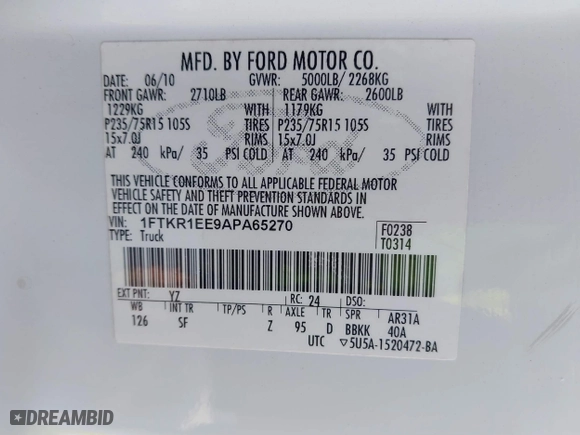 MFD. BY FORD MOTOR CO.
DATE: 06/10 GVWR: 5000LB/ 2268KG
FRONT GAWR: 2710LB REAR GAWR: 2600LB
1229KG WITH 1179KG WITH
P235/75R15 105S TIRES P235/75R15 105S TIRES
15x7.0J RIMS 15x7.0J RIMS
AT 240 kPa/ 35 PSI COLD AT 240 kPa/ 35 PSI COLD
THIS VEHICLE CONFORMS TO ALL APPLICABLE FEDERAL MOTOR
VEHICLE SAFETY AND THEFT PREVENTION STANDARDS IN
EFFECT ON THE DATE OF MANUFACTURE SHOWN ABOVE.
VIN: 1FTKR1EE9APA65270 F0238
TYPE: Truck T0314
EXT PNT: YZ RC: 24 DSO:
WB INT TR TP/PS R AXLE TR SPR AR31A
126 SF Z 95 D BBKK 40A
UTC ▽5U5A-1520472-BA
Ford
DREAMBID